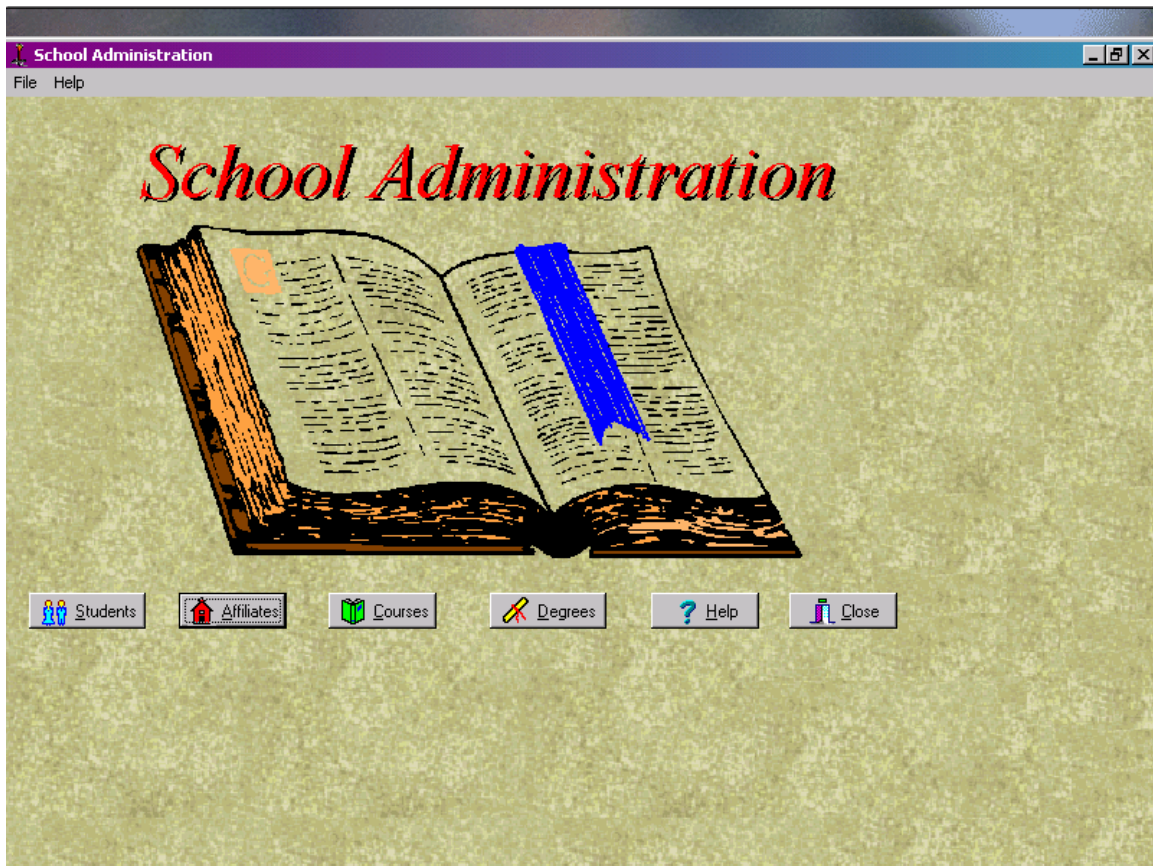 School Administration
File Help
School Administration
C
Students Affiliates Courses Degrees ? Help Close